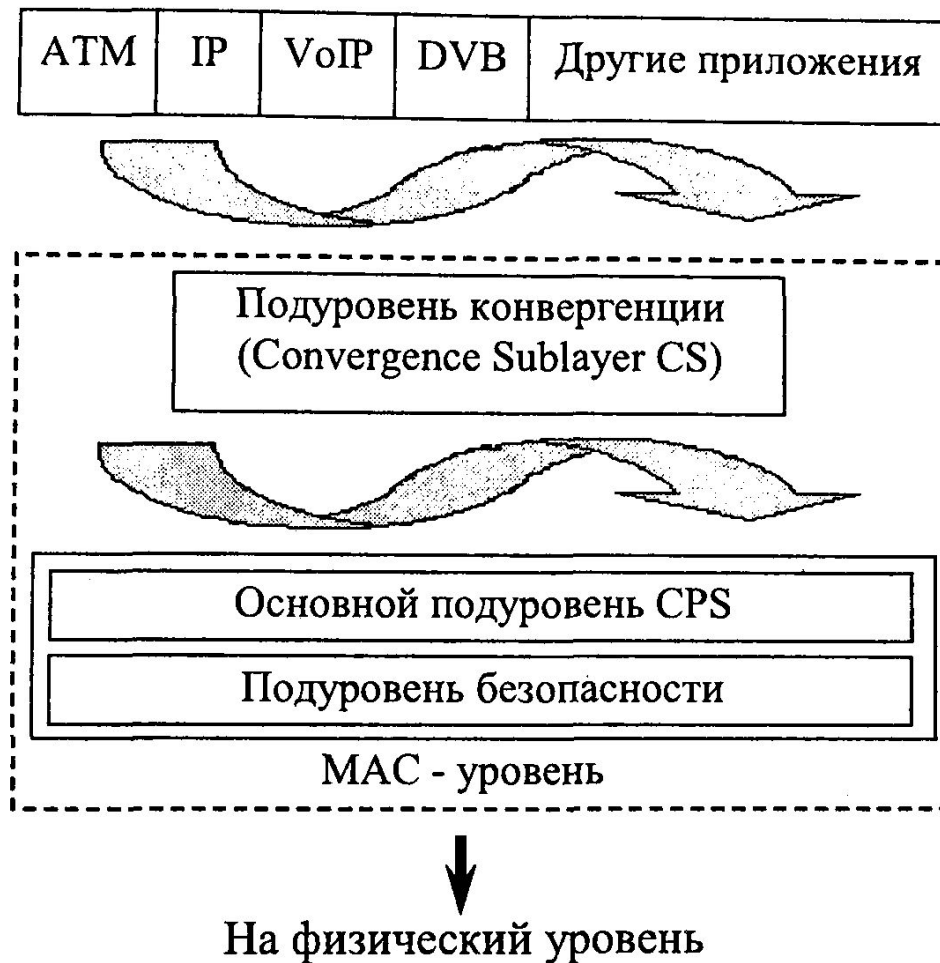 ATM IP VoIP DVB Другие приложения
Подуровень конвергенции
(Convergence Sublayer CS)
Основной подуровень CPS
Подуровень безопасности
MAC - уровень
На физический уровень